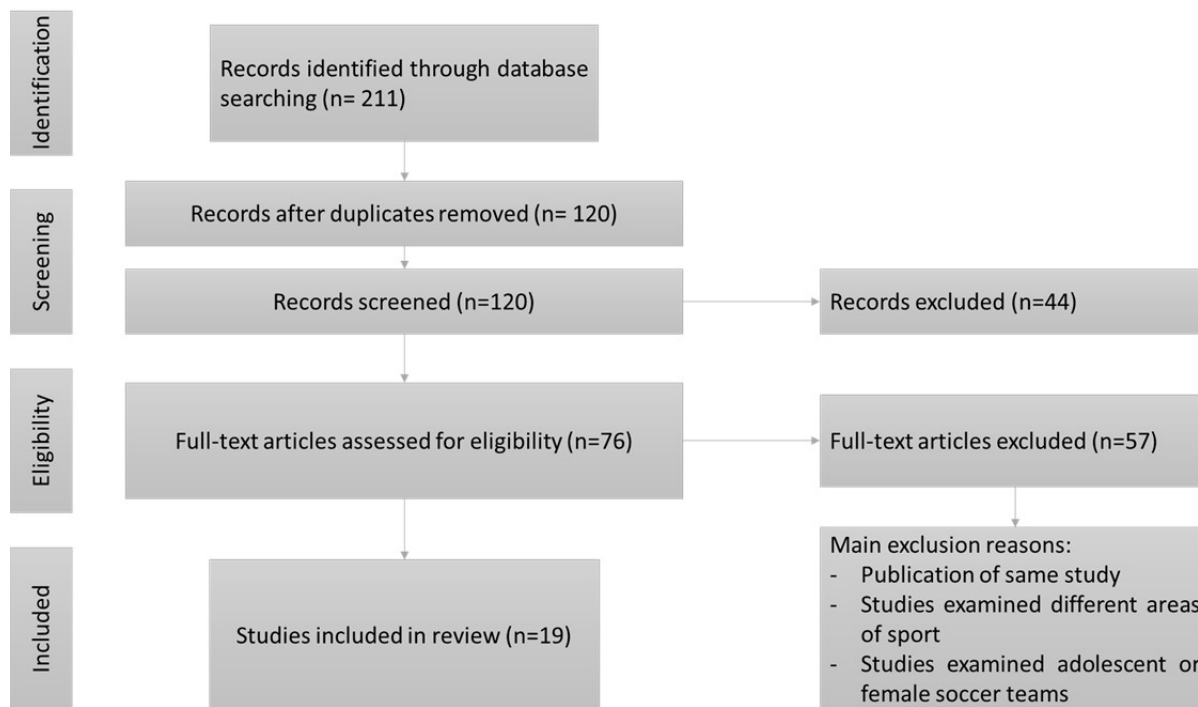 Identification
Records identified through database
searching (n= 211)
Screening
Records after duplicates removed (n= 120)
Records screened (n=120)
Records excluded (n=44)
Eligibility
Full-text articles assessed for eligibility (n=76)
Full-text articles excluded (n=57)
Included
Studies included in review (n=19)
Main exclusion reasons:
- Publication of same study
- Studies examined different areas
of sport
- Studies examined adolescent or
female soccer teams